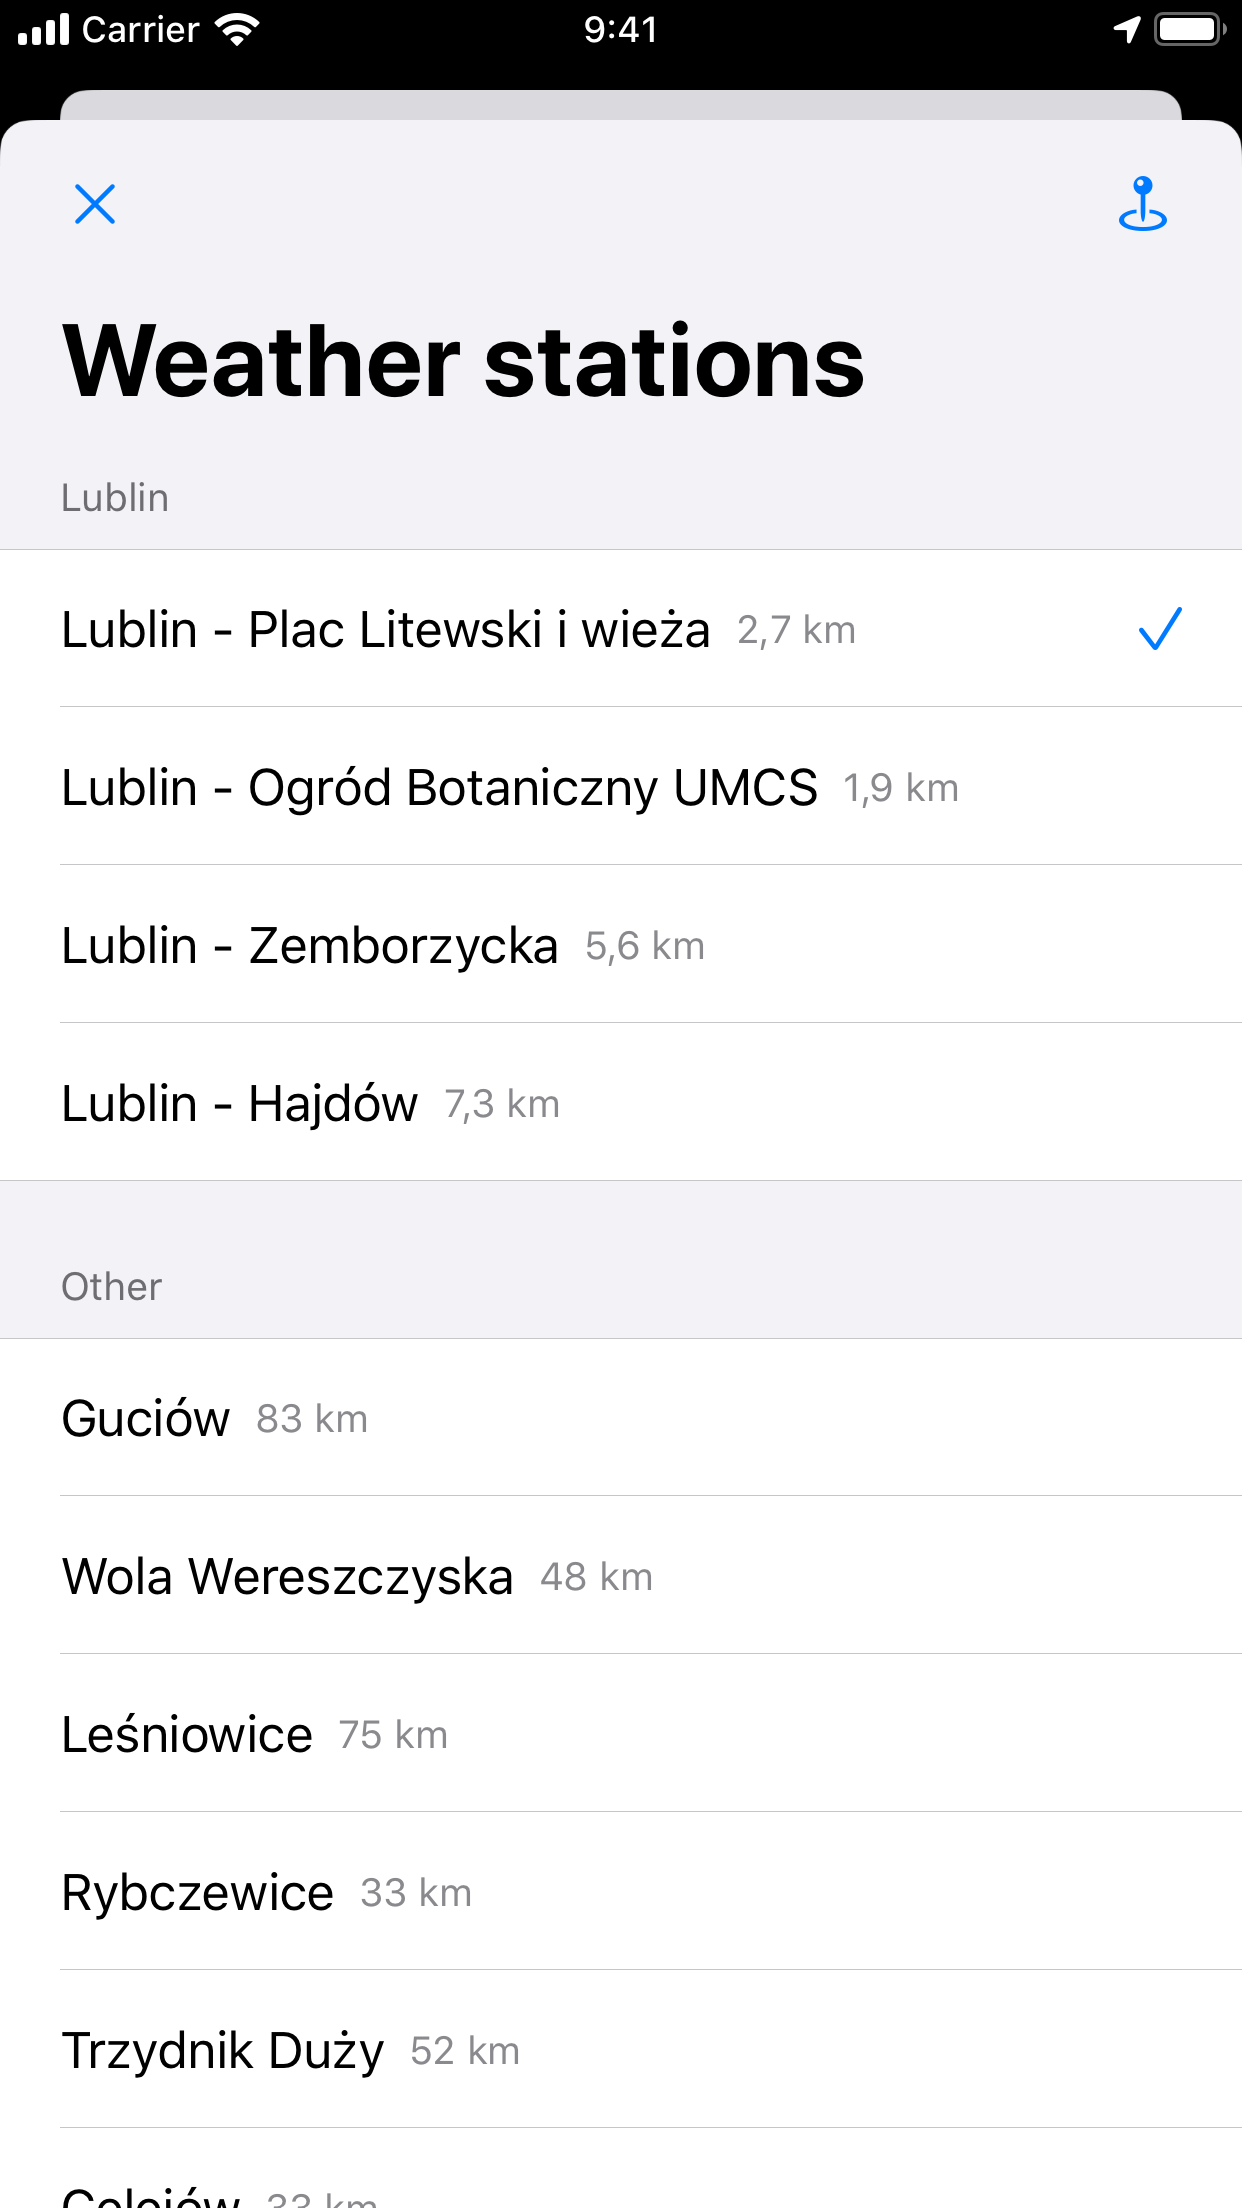 Carrier 9:41
Weather stations
Lublin
Lublin - Plac Litewski i wieża 2,7 km
Lublin - Ogród Botaniczny UMCS 1,9 km
Lublin - Zemborzycka 5,6 km
Lublin - Hajdów 7,3 km
Other
Guciów 83 km
Wola Wereszczyska 48 km
Leśniowice 75 km
Rybczewice 33 km
Trzydnik Duży 52 km
33 km